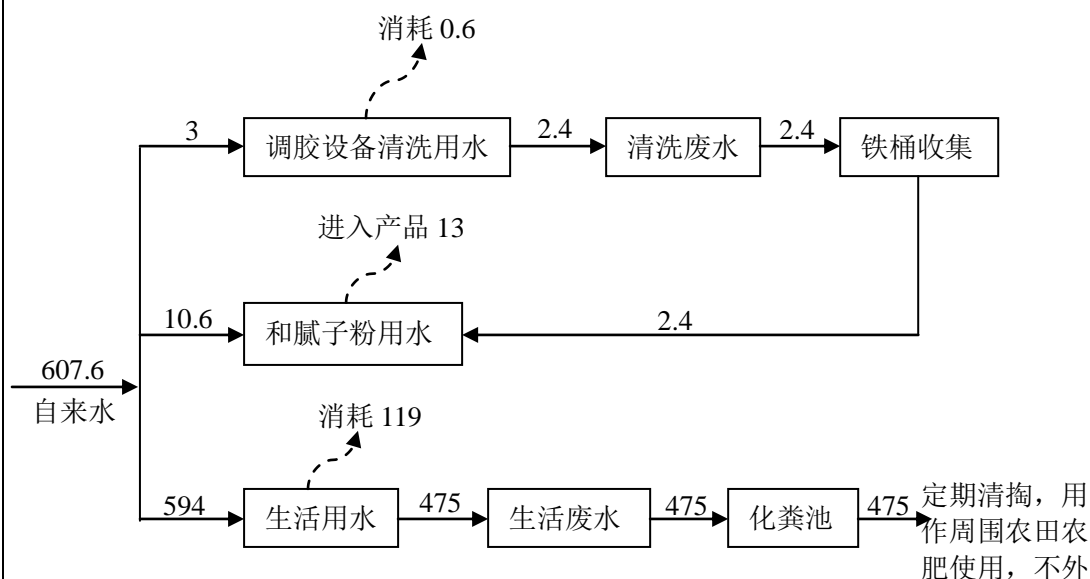 消耗 0.6
3
调胶设备清洗用水
2.4
清洗废水
2.4
铁桶收集
进入产品 13
10.6
和腻子粉用水
2.4
607.6
自来水
消耗 119
594
生活用水
475
生活废水
475
化粪池
475
定期清掏，用
作周围农田农
肥使用，不外